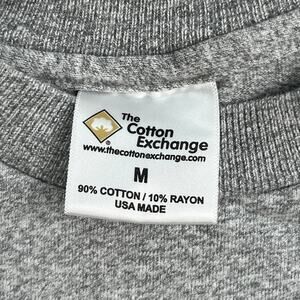 The
Cotton
Exchange
®
www.thecottonexchange.com
M
90% COTTON / 10% RAYON
USA MADE